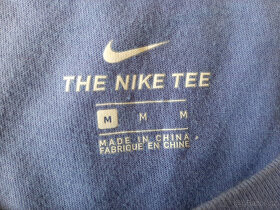 THE NIKE TEE
M M M
MADE IN CHINA
FABRIQUÉ EN CHINE